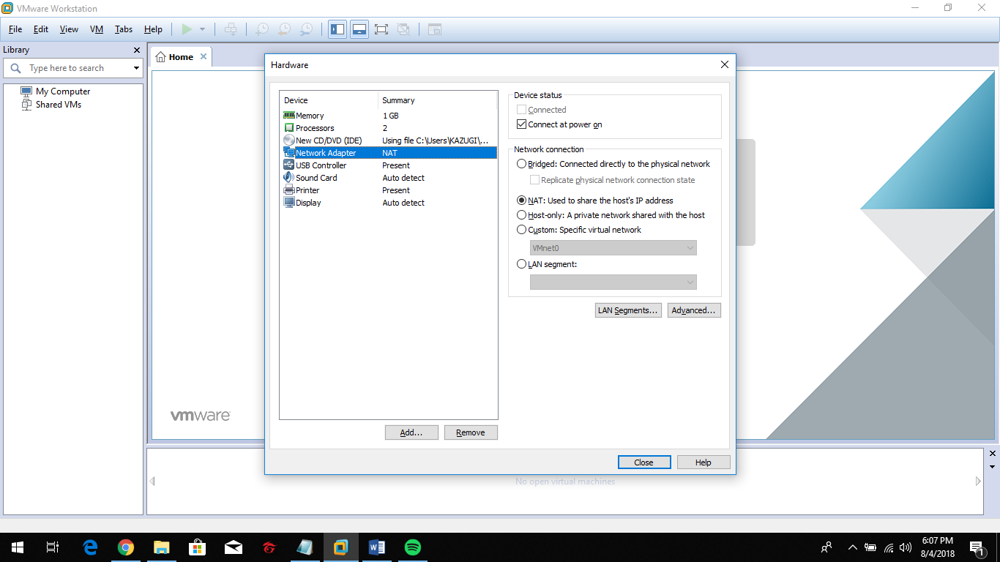 VMware Workstation
File Edit View VM Tabs Help
Library
Type here to search
My Computer
Shared VMs
Home
Hardware
Device Summary
Memory 1 GB
Processors 2
New CD/DVD (IDE) Using file C:\Users\KAZUGI\...
Network Adapter NAT
USB Controller Present
Sound Card Auto detect
Printer Present
Display Auto detect
Add...
Remove
Device status
Connected
Connect at power on
Network connection
Bridged: Connected directly to the physical network
Replicate physical network connection state
NAT: Used to share the host's IP address
Host-only: A private network shared with the host
Custom: Specific virtual network
VMnet0
LAN segment:
LAN Segments...
Advanced...
Close
Help
vmware
No open virtual machines
6:07 PM
8/4/2018
1